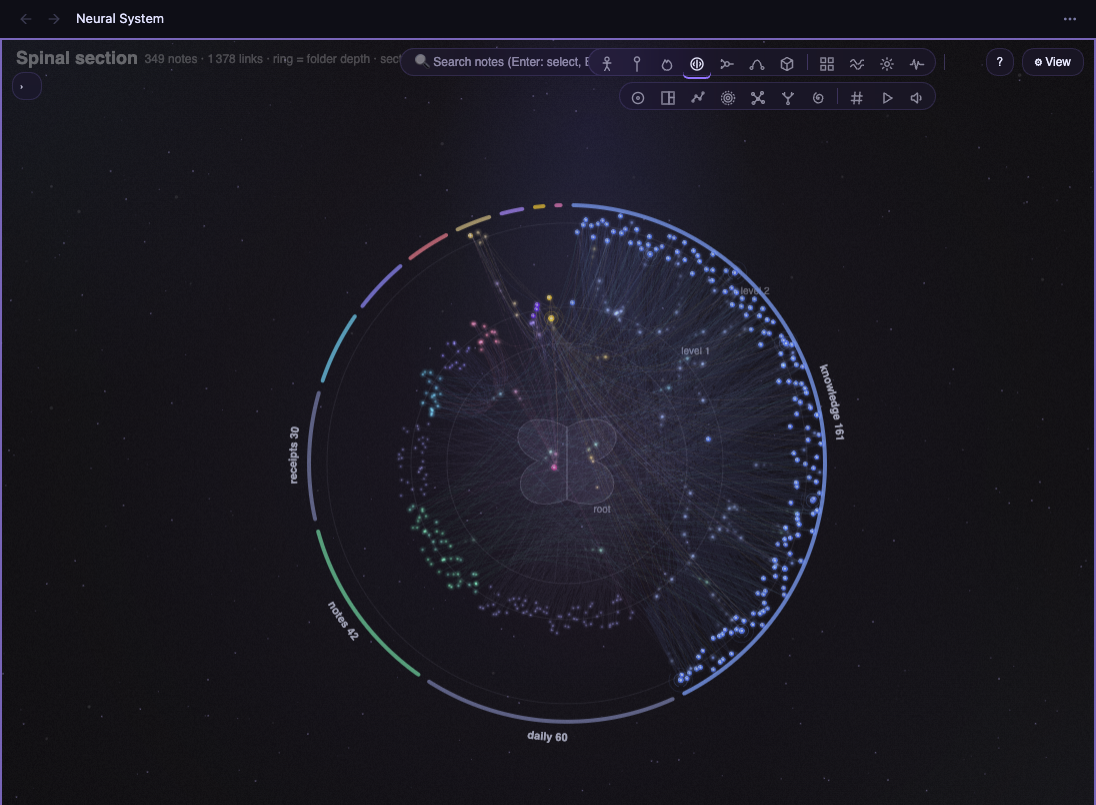 Neural System
Spinal section
349 notes · 1 378 links · ring = folder depth · sect
Search notes (Enter: select, E
?
View
level 2
level 1
knowledge 161
receipts 30
root
notes 42
daily 60